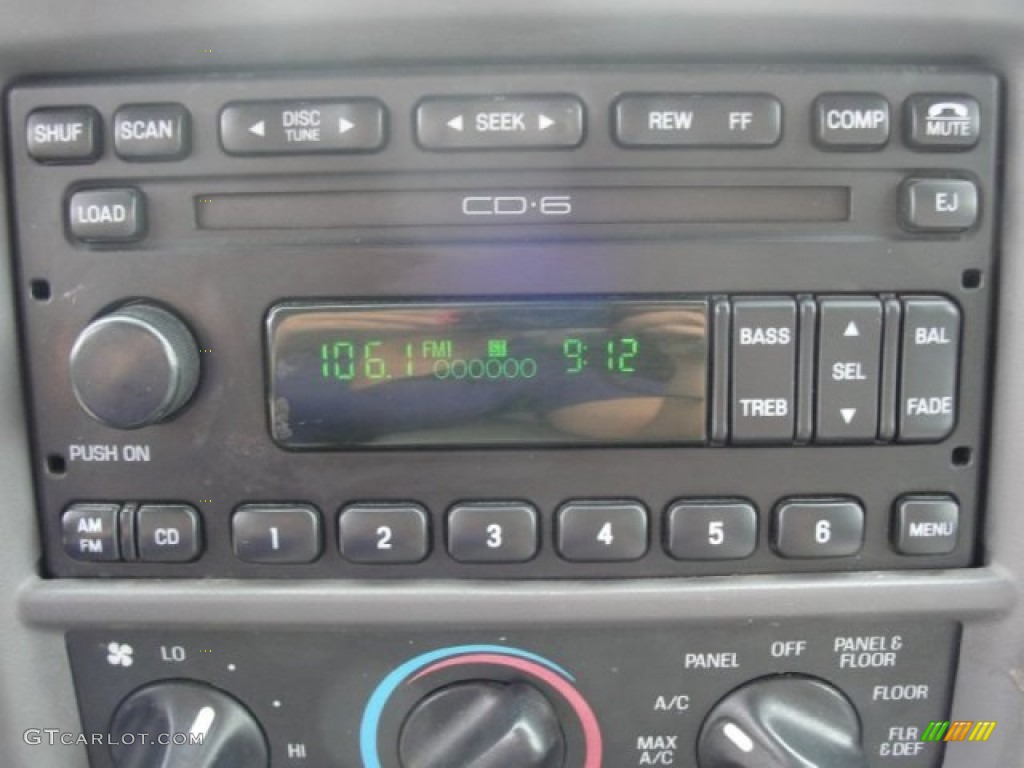 SHUF SCAN DISC TUNE SEEK REW FF COMP MUTE
LOAD CD·6 EJ
106.1 FM1 000000 9:12
BASS SEL BAL
TREB FADE
PUSH ON
AM FM CD 1 2 3 4 5 6 MENU
LO
HI
MAX A/C
A/C
PANEL
OFF
PANEL & FLOOR
FLOOR
FLR & DEF
©GTCARLOT.COM